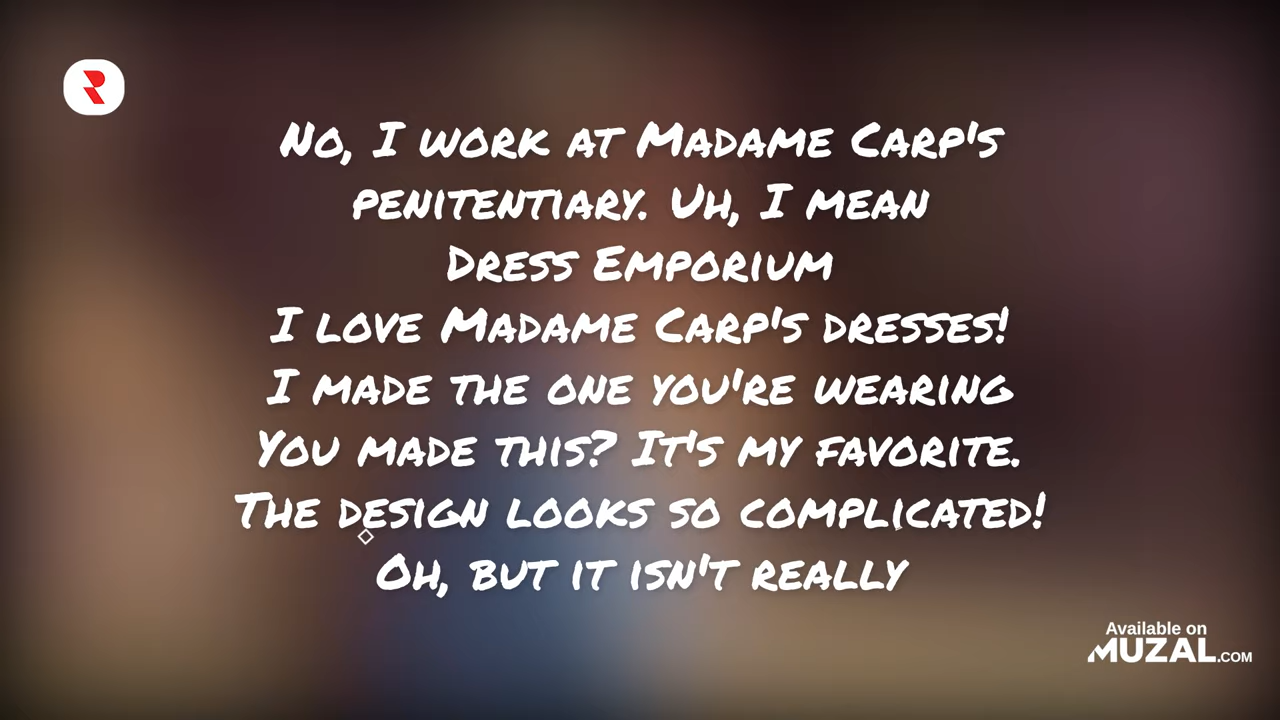 No, I work at Madame Carp's
penitentiary. Uh, I mean
Dress Emporium
I love Madame Carp's dresses!
I made the one you're wearing
You made this? It's my favorite.
The design looks so complicated!
Oh, but it isn't really
Available on
MUZAL.COM